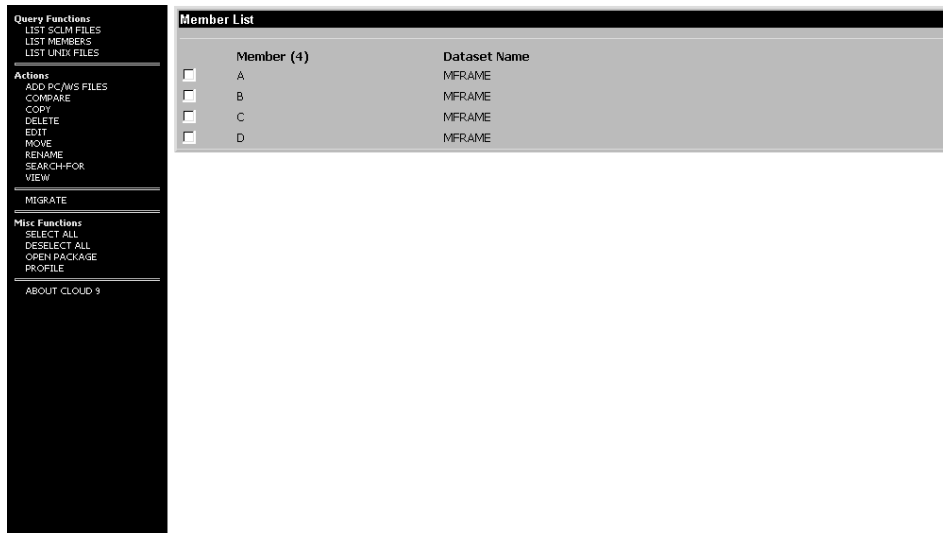 Query Functions
LIST SCLM FILES
LIST MEMBERS
LIST UNIX FILES
Actions
ADD PC/WS FILES
COMPARE
COPY
DELETE
EDIT
MOVE
RENAME
SEARCH-FOR
VIEW
MIGRATE
Misc Functions
SELECT ALL
DESELECT ALL
OPEN PACKAGE
PROFILE
ABOUT CLOUD 9
Member List
Member (4) Dataset Name
A MFRAME
B MFRAME
C MFRAME
D MFRAME